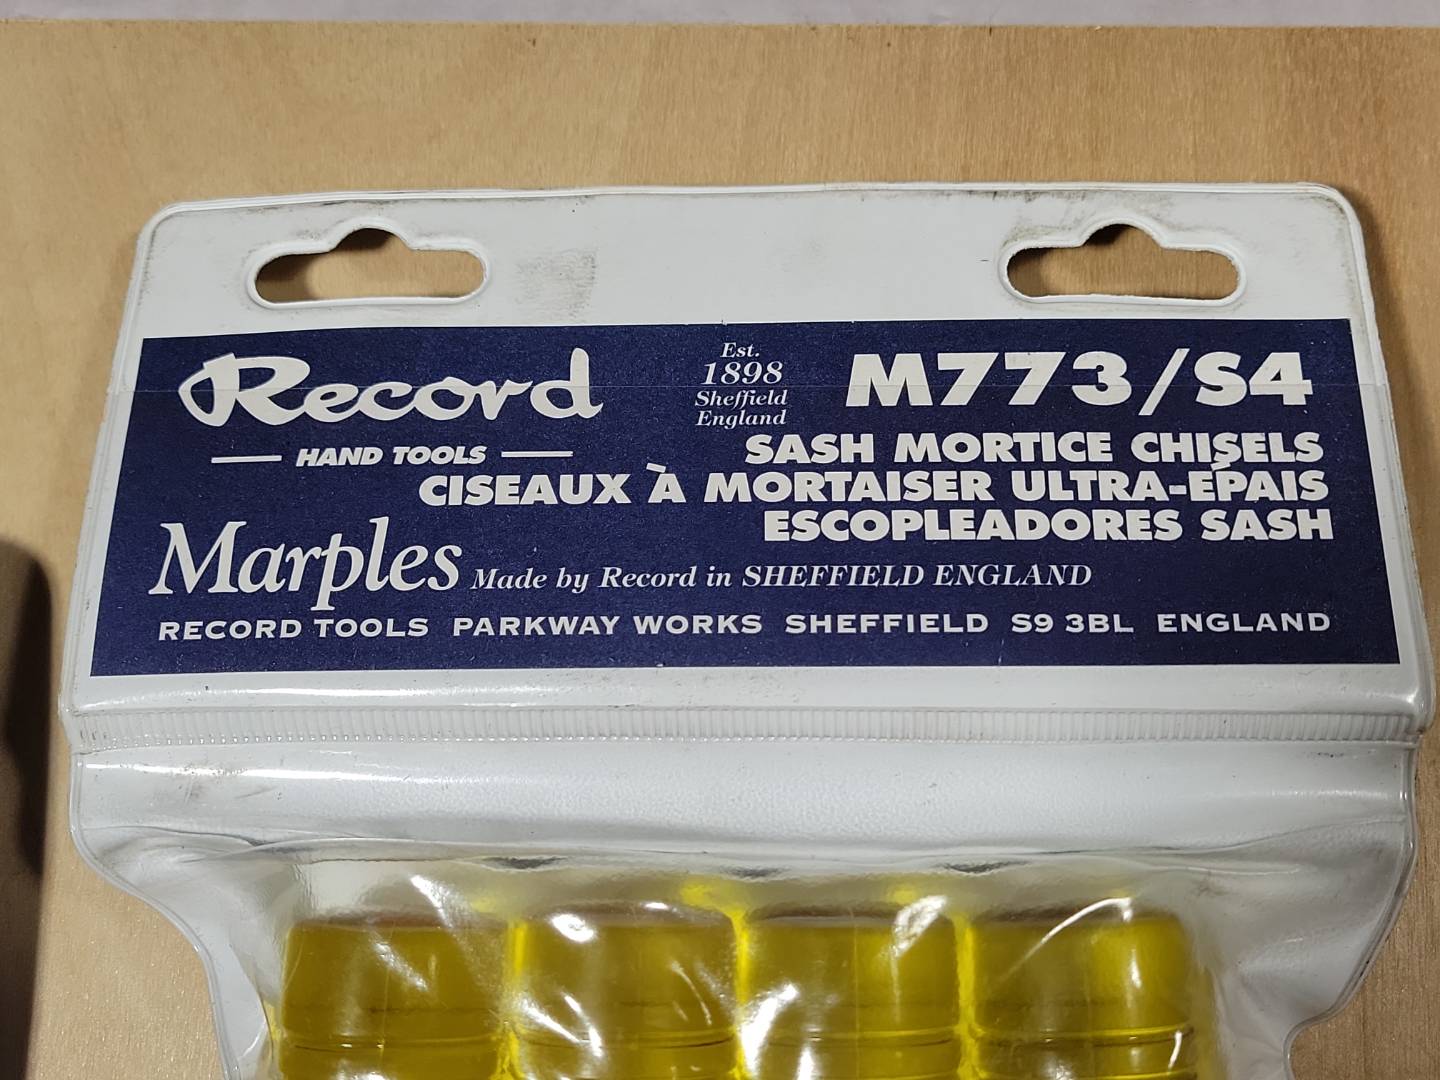 Record
HAND TOOLS
Est.
1898
Sheffield
England
M773/S4
SASH MORTICE CHISELS
CISEAUX À MORTAISER ULTRA-ÉPAIS
ESCOPLEADORES SASH
Marples Made by Record in SHEFFIELD ENGLAND
RECORD TOOLS PARKWAY WORKS SHEFFIELD S9 3BL ENGLAND